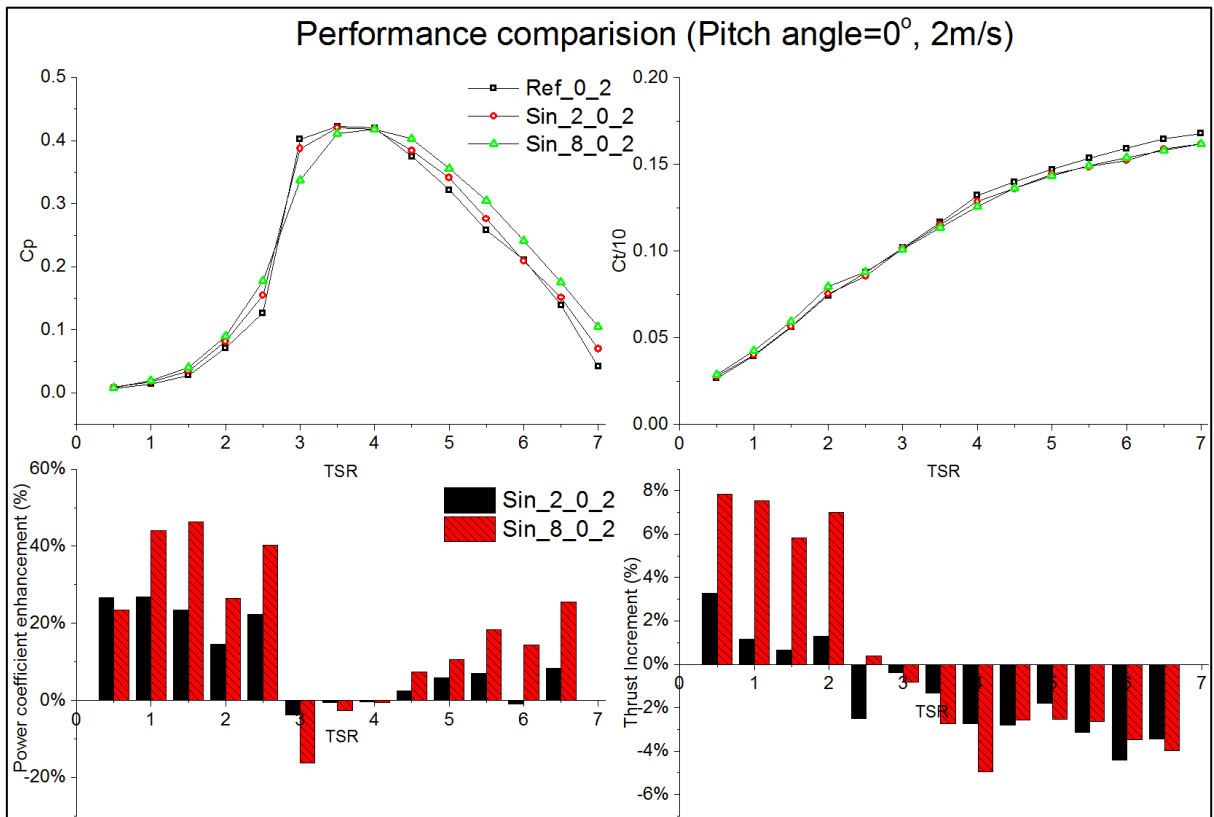 Performance comparision (Pitch angle=0°, 2m/s)
0.5
0.4
0.3
0.2
0.1
0.0
Cp
Ref_0_2
Sin_2_0_2
Sin_8_0_2
0 1 2 3 4 5 6 7
TSR
0.20
0.15
0.10
0.05
0.00
Ct/10
0 1 2 3 4 5 6 7
TSR
60%
40%
20%
0%
-20%
Power coefficient enhancement (%)
Sin_2_0_2
Sin_8_0_2
0 1 2 3 4 5 6 7
TSR
8%
6%
4%
2%
0%
-2%
-4%
-6%
Thrust Increment (%)
0 1 2 3 4 5 6 7
TSR